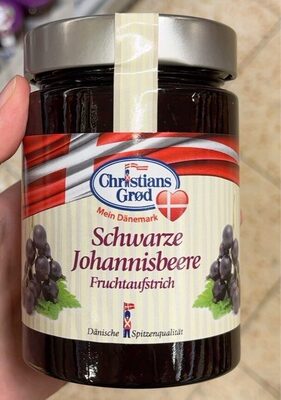 Christians
Grød
Mein Dänemark
Schwarze
Johannisbeere
Fruchtaufstrich
Dänische Spitzenqualität